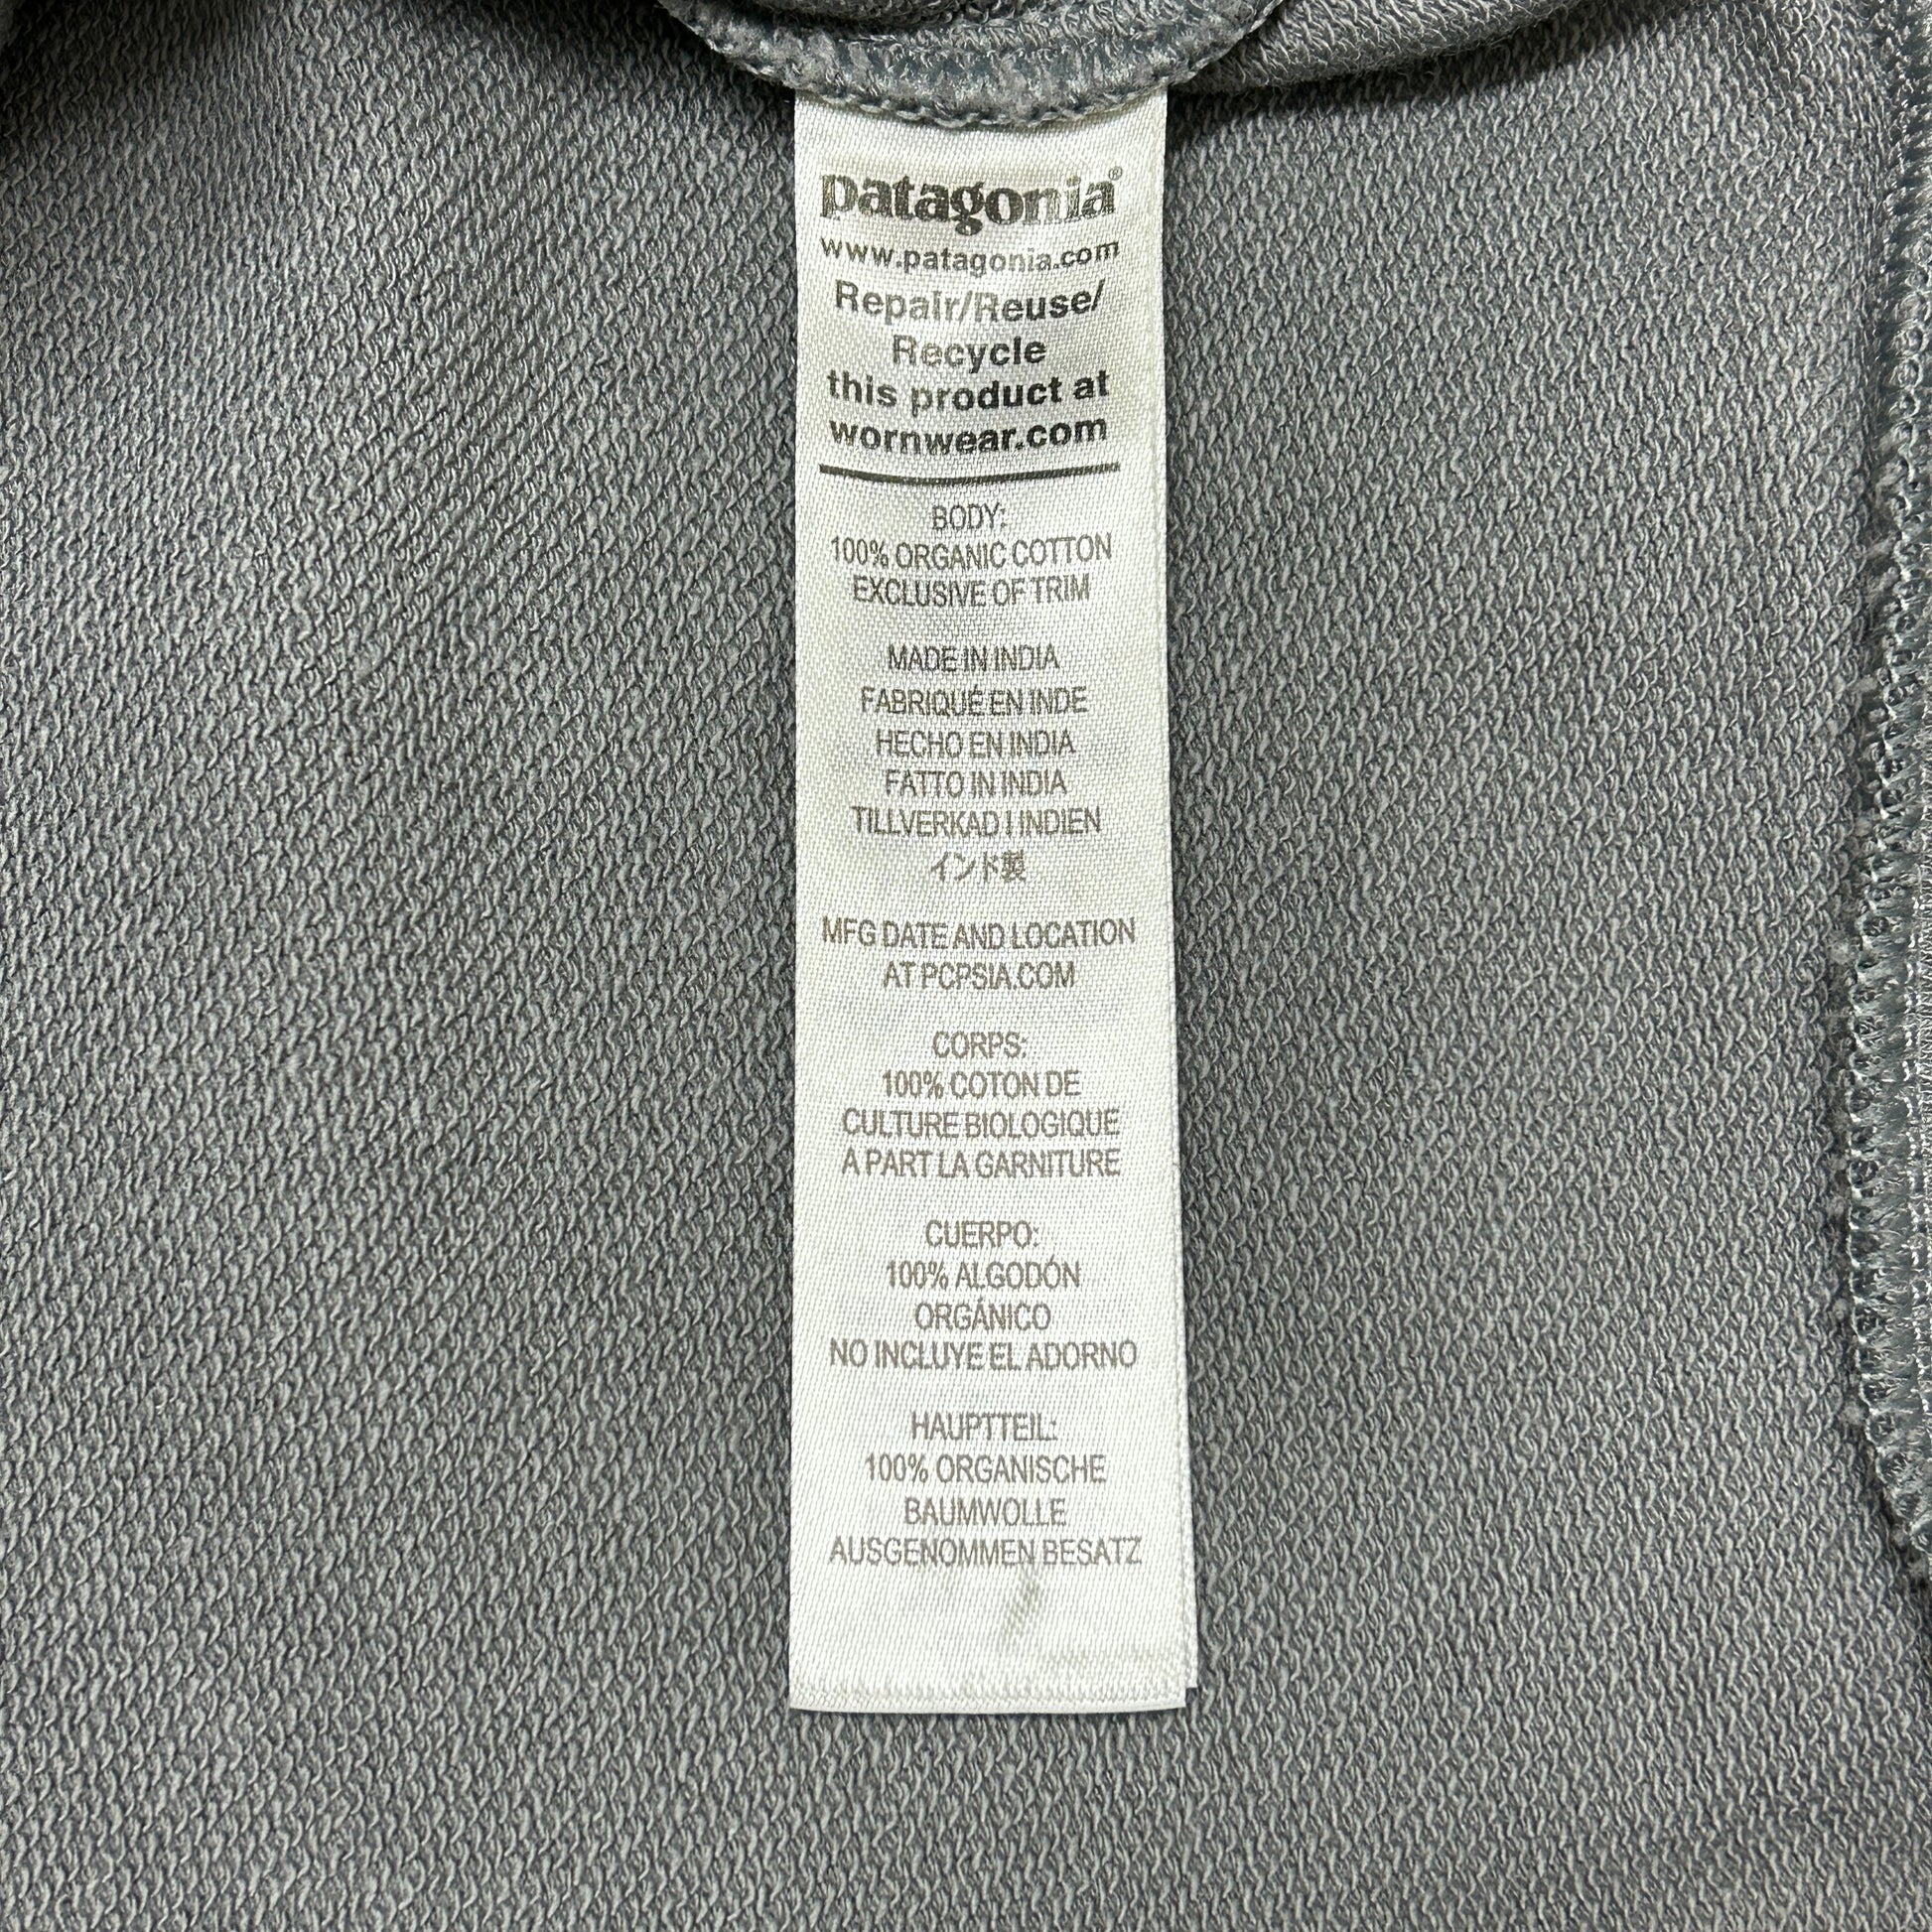 patagonia®
www.patagonia.com
Repair/Reuse/
Recycle
this product at
wornwear.com
BODY:
100% ORGANIC COTTON
EXCLUSIVE OF TRIM
MADE IN INDIA
FABRIQUÉ EN INDE
HECHO EN INDIA
FATTO IN INDIA
TILLVERKAD I INDIEN
インド製
MFG DATE AND LOCATION
AT PCPSIA.COM
CORPS:
100% COTON DE
CULTURE BIOLOGIQUE
A PART LA GARNITURE
CUERPO:
100% ALGODÓN
ORGÁNICO
NO INCLUYE EL ADORNO
HAUPTTEIL:
100% ORGANISCHE
BAUMWOLLE
AUSGENOMMEN BESATZ